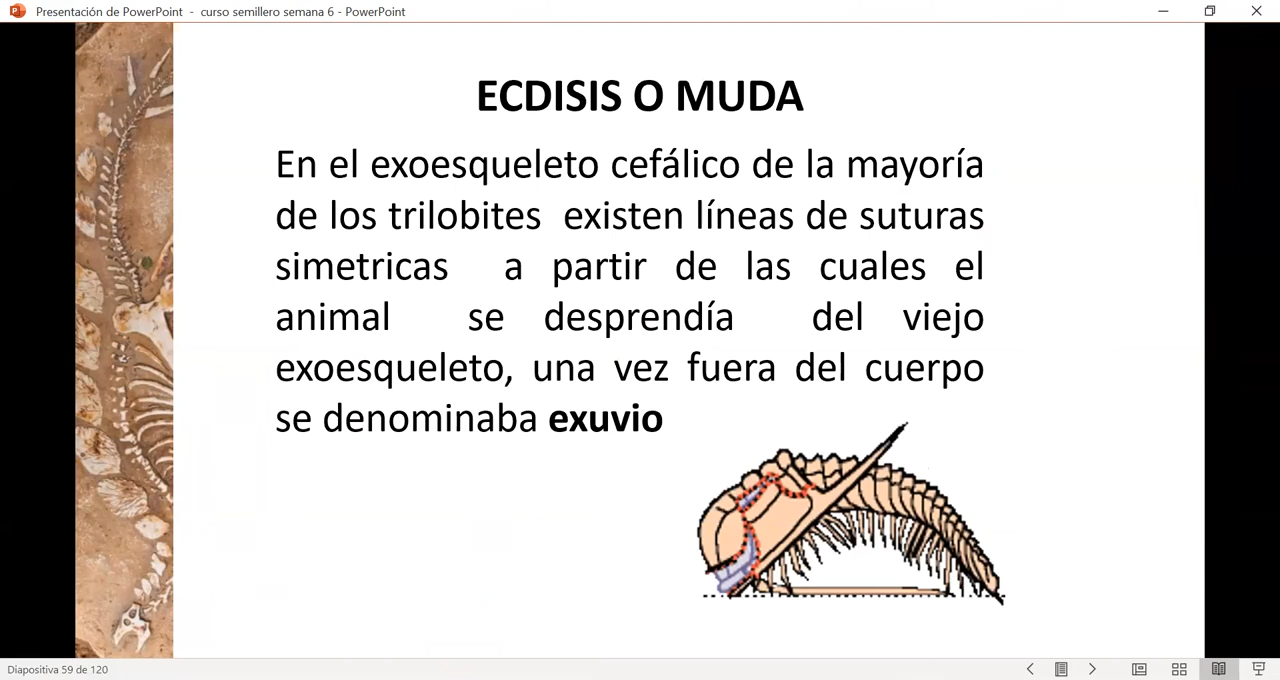 Presentación de PowerPoint - curso semillero semana 6 - PowerPoint
ECDISIS O MUDA
En el exoesqueleto cefálico de la mayoría
de los trilobites existen líneas de suturas
simetricas a partir de las cuales el
animal se desprendía del viejo
exoesqueleto, una vez fuera del cuerpo
se denominaba exuvio
Diapositiva 59 de 120